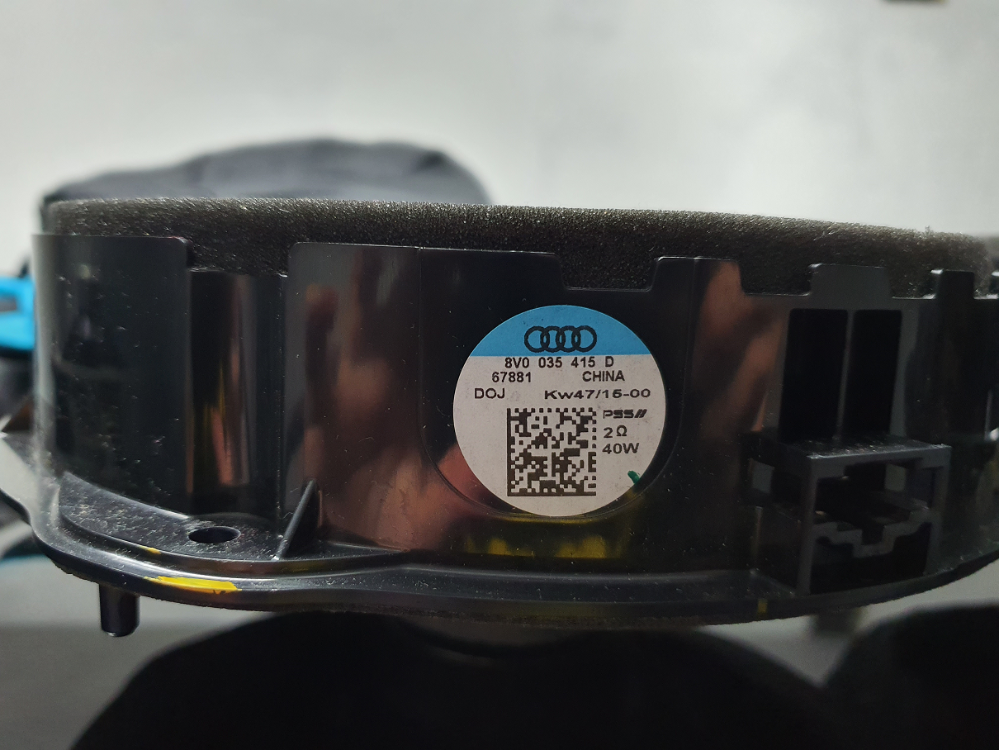 8V0 035 415 D
67881 CHINA
DOJ Kw47/15-00
PSS//
2Ω
40W